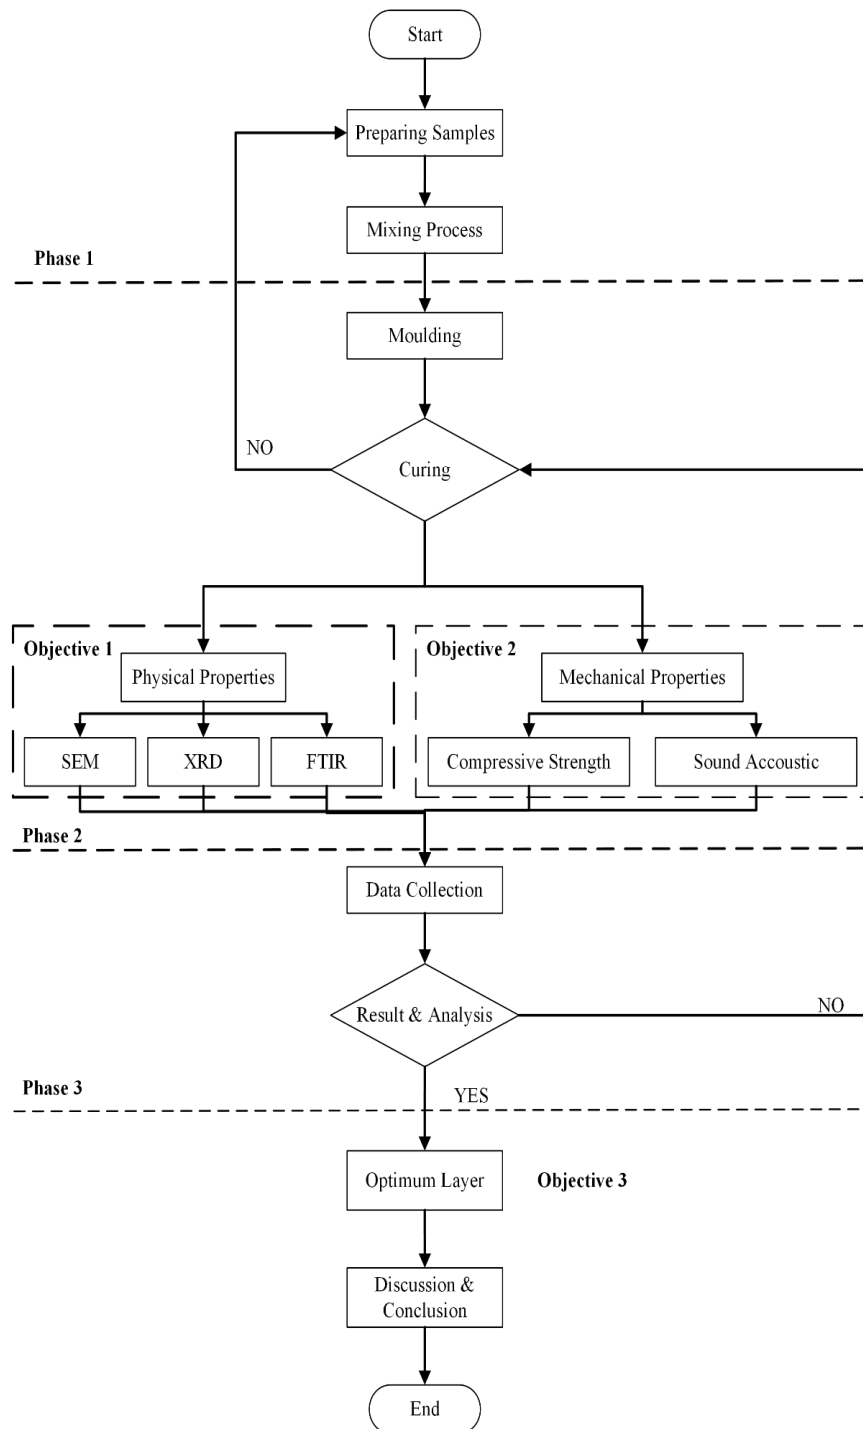 Start
Preparing Samples
Mixing Process
Phase 1
Moulding
NO
Curing
Objective 1
Objective 2
Physical Properties
Mechanical Properties
SEM
XRD
FTIR
Compressive Strength
Sound Accoustic
Phase 2
Data Collection
Result & Analysis
NO
Phase 3
YES
Optimum Layer
Objective 3
Discussion &
Conclusion
End